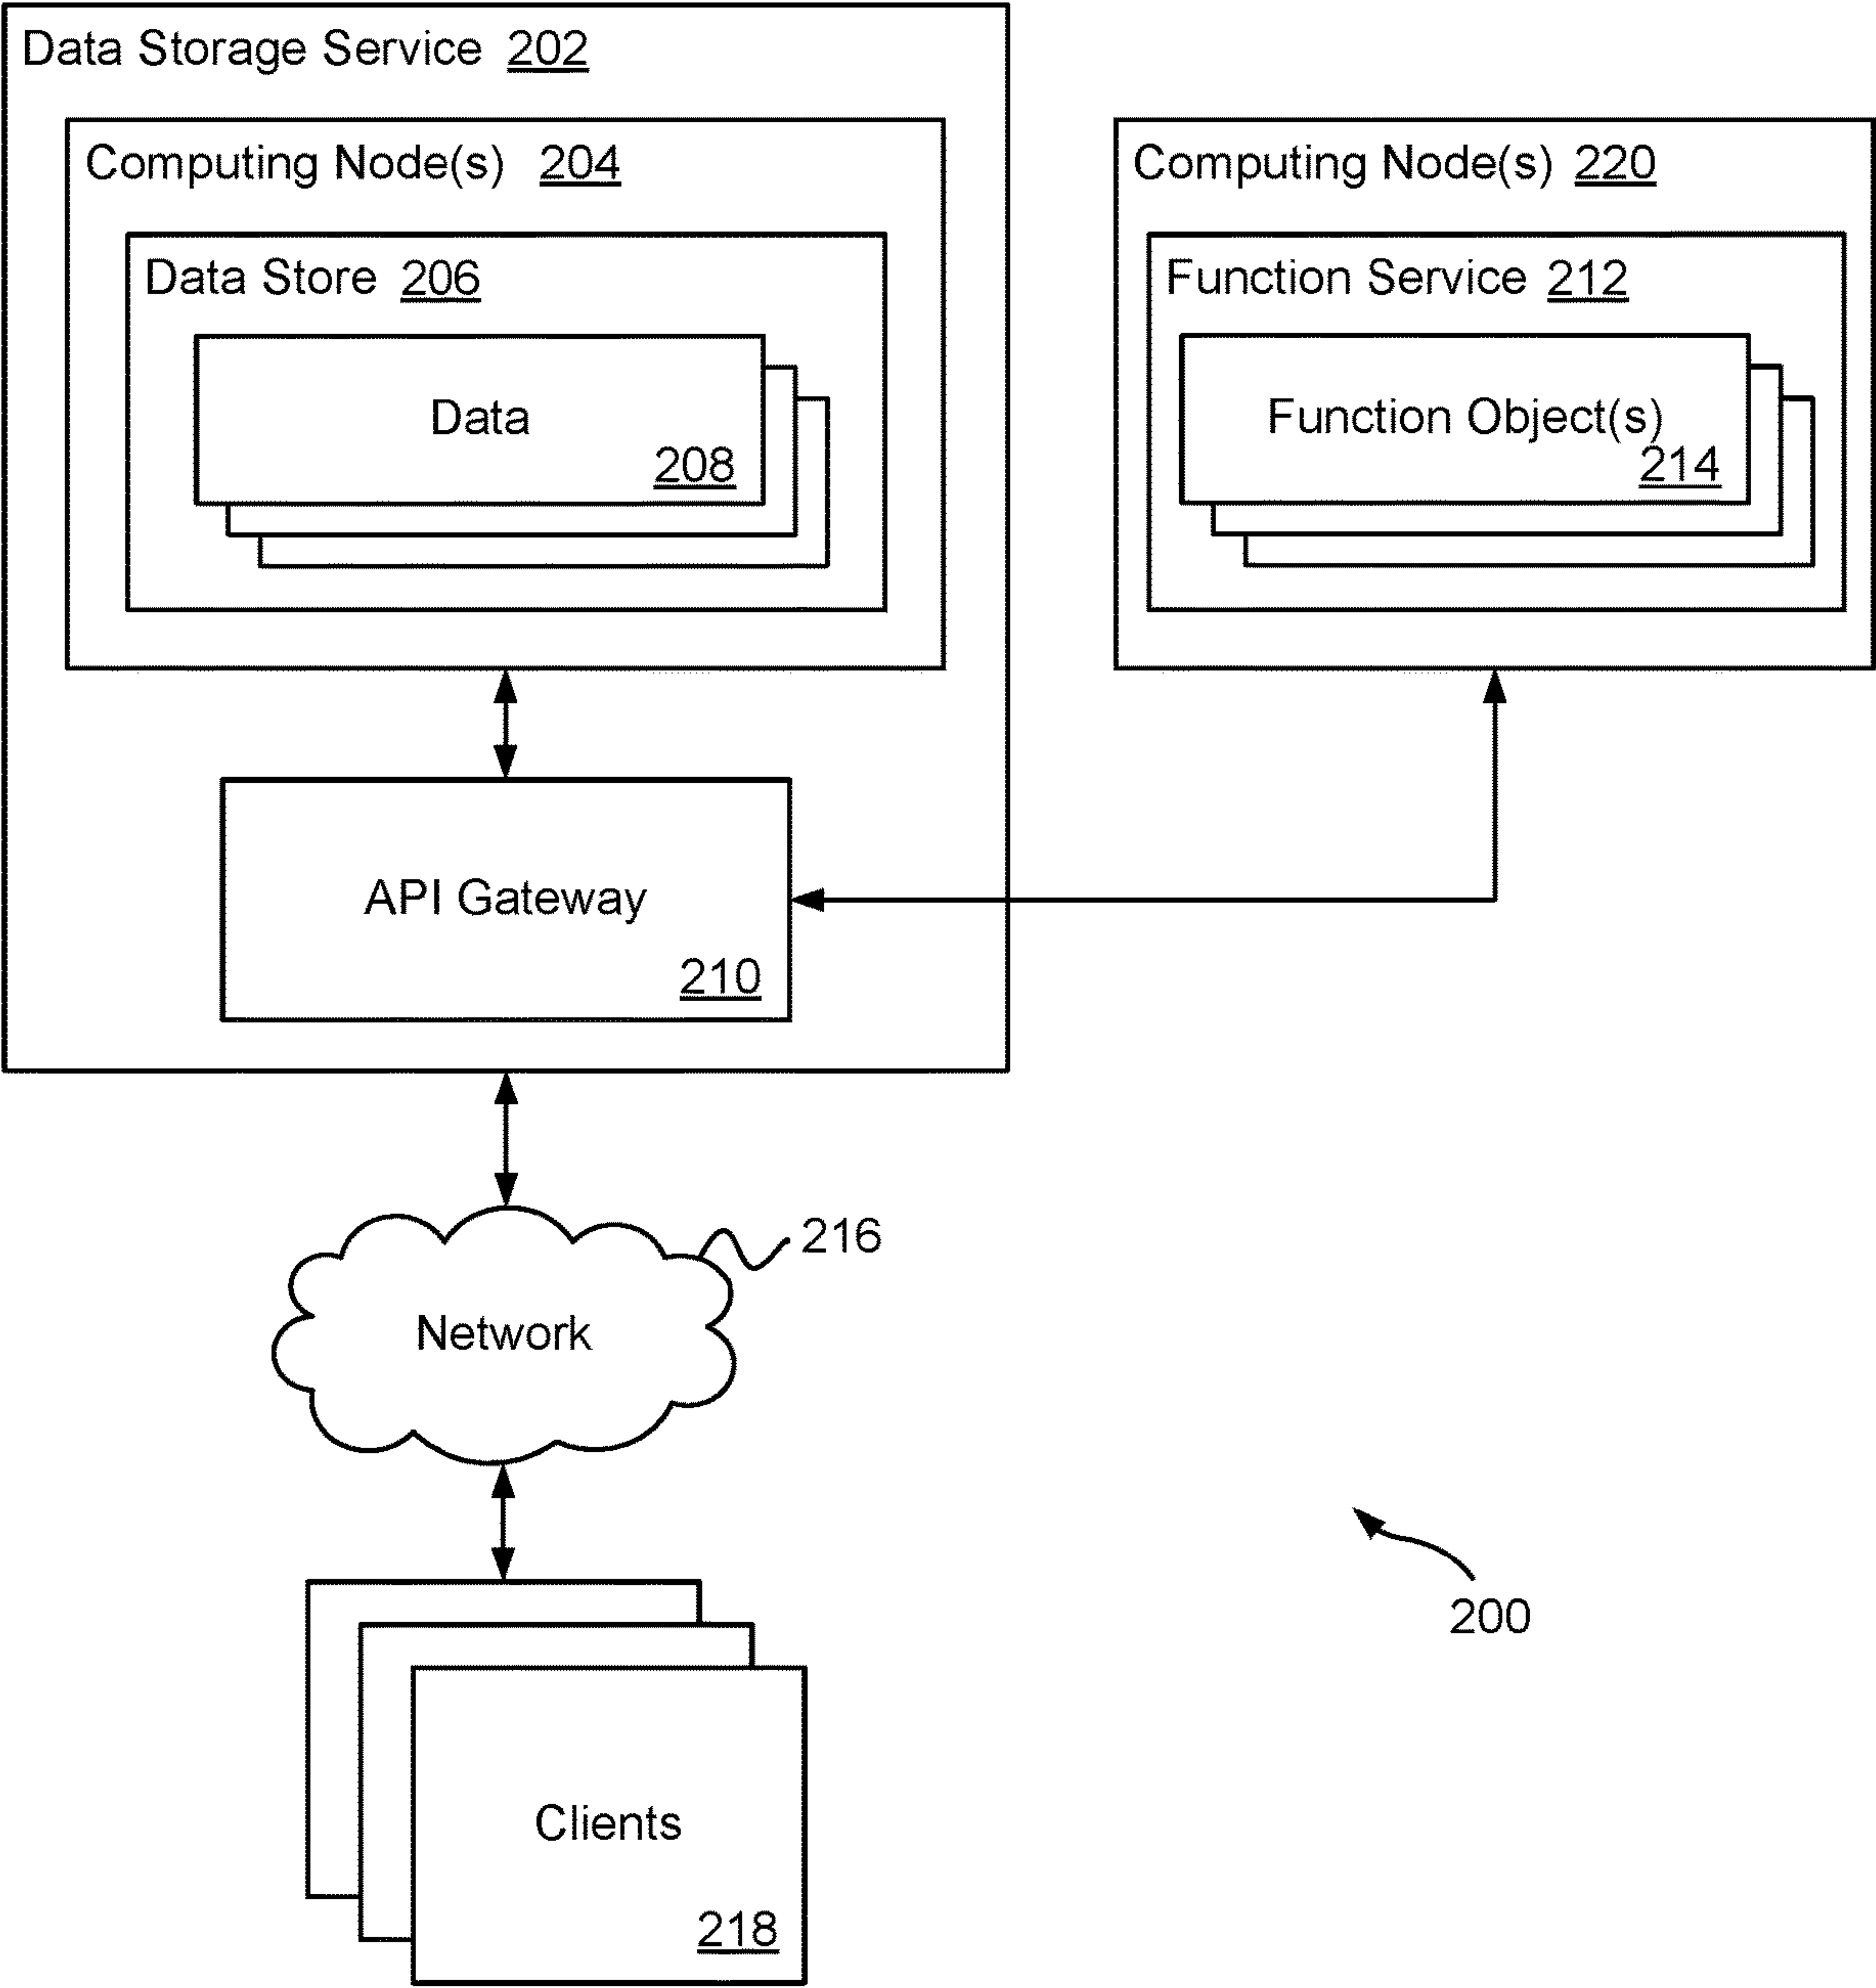 Data Storage Service 202
Computing Node(s) 204
Data Store 206
Data
208
API Gateway
210
Computing Node(s) 220
Function Service 212
Function Object(s)
214
216
Network
Clients
218
200